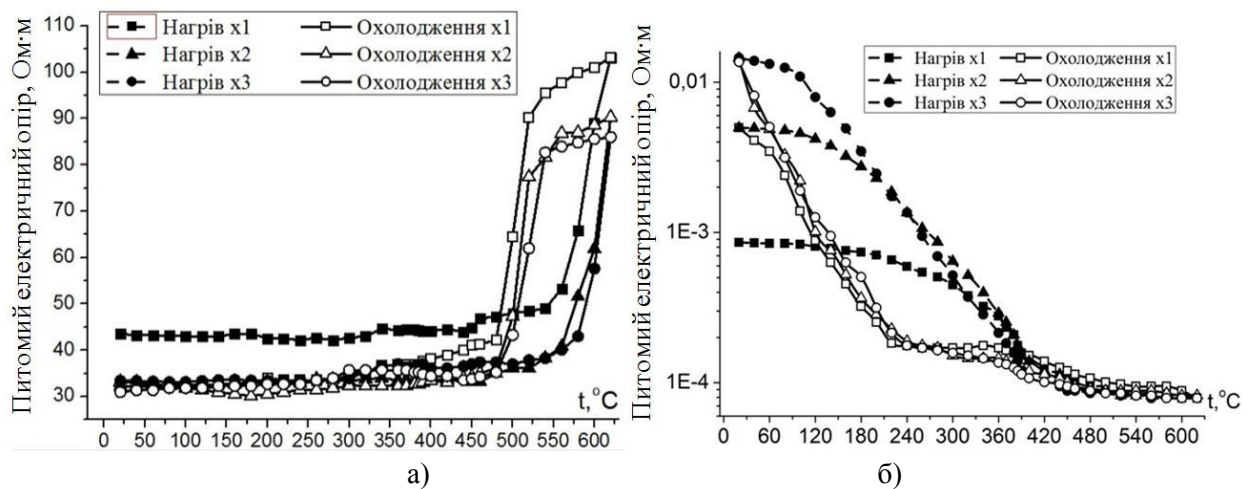 Питомий електричний опір, Ом·м
110
100
90
80
70
60
50
40
30
Нагрів x1 Охолодження x1
Нагрів x2 Охолодження x2
Нагрів x3 Охолодження x3
t,°C
0 50 100 150 200 250 300 350 400 450 500 550 600
а)
Питомий електричний опір, Ом·м
0,01
1E-3
1E-4
Нагрів x1 Охолодження x1
Нагрів x2 Охолодження x2
Нагрів x3 Охолодження x3
t,°C
0 60 120 180 240 300 360 420 480 540 600
б)